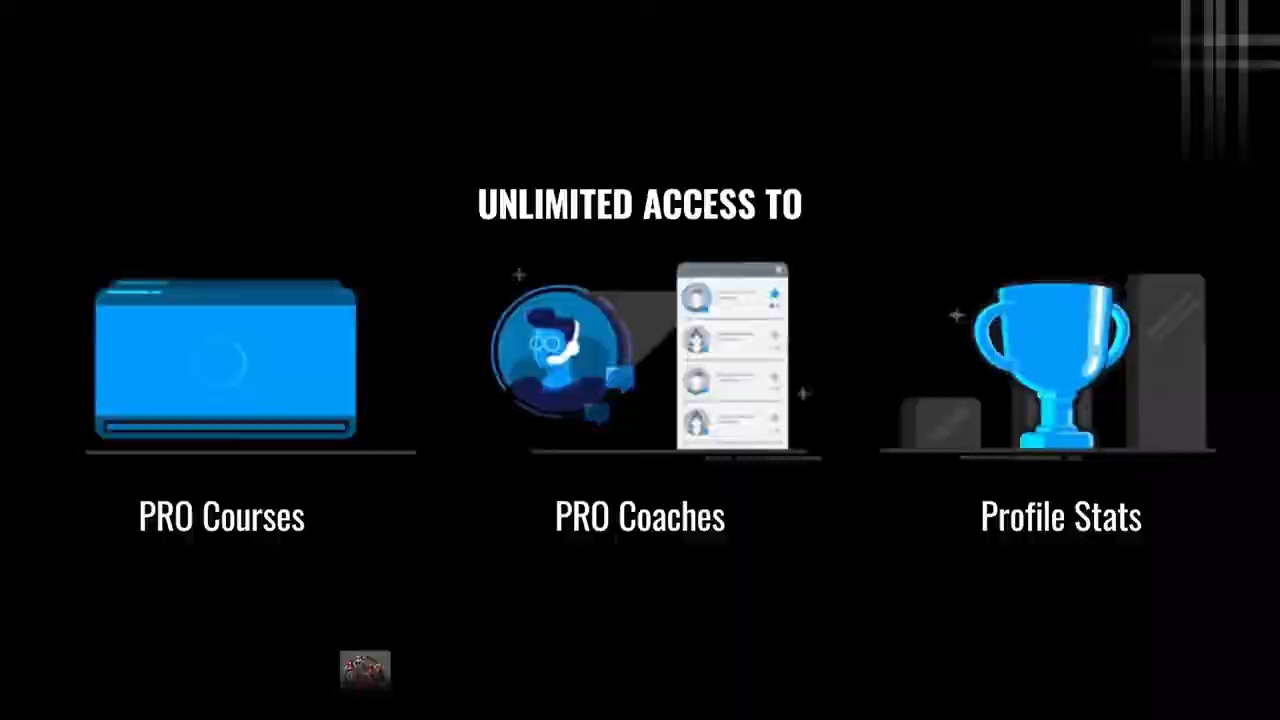 UNLIMITED ACCESS TO
PRO Courses
PRO Coaches
Profile Stats